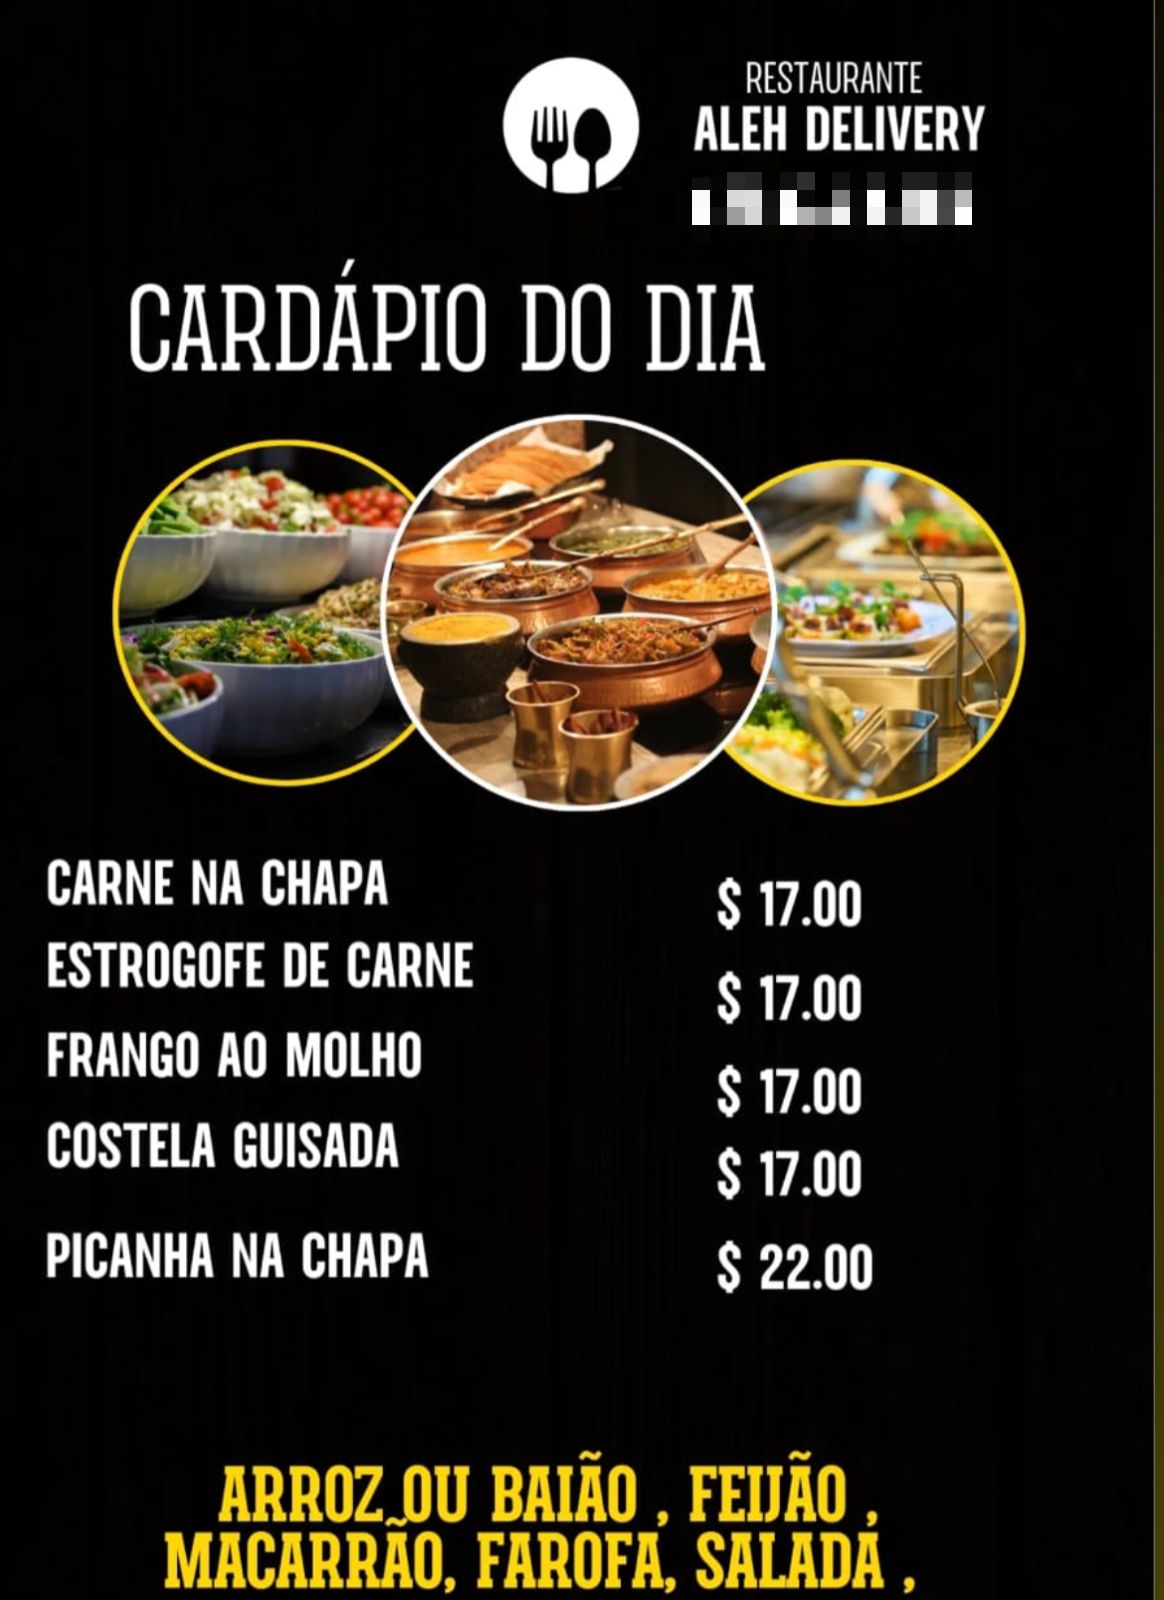 RESTAURANTE
ALEH DELIVERY
CARDÁPIO DO DIA
CARNE NA CHAPA $ 17.00
ESTROGOFE DE CARNE $ 17.00
FRANGO AO MOLHO $ 17.00
COSTELA GUISADA $ 17.00
PICANHA NA CHAPA $ 22.00
ARROZ OU BAIÃO , FEIJÃO ,
MACARRÃO, FAROFA, SALADA ,